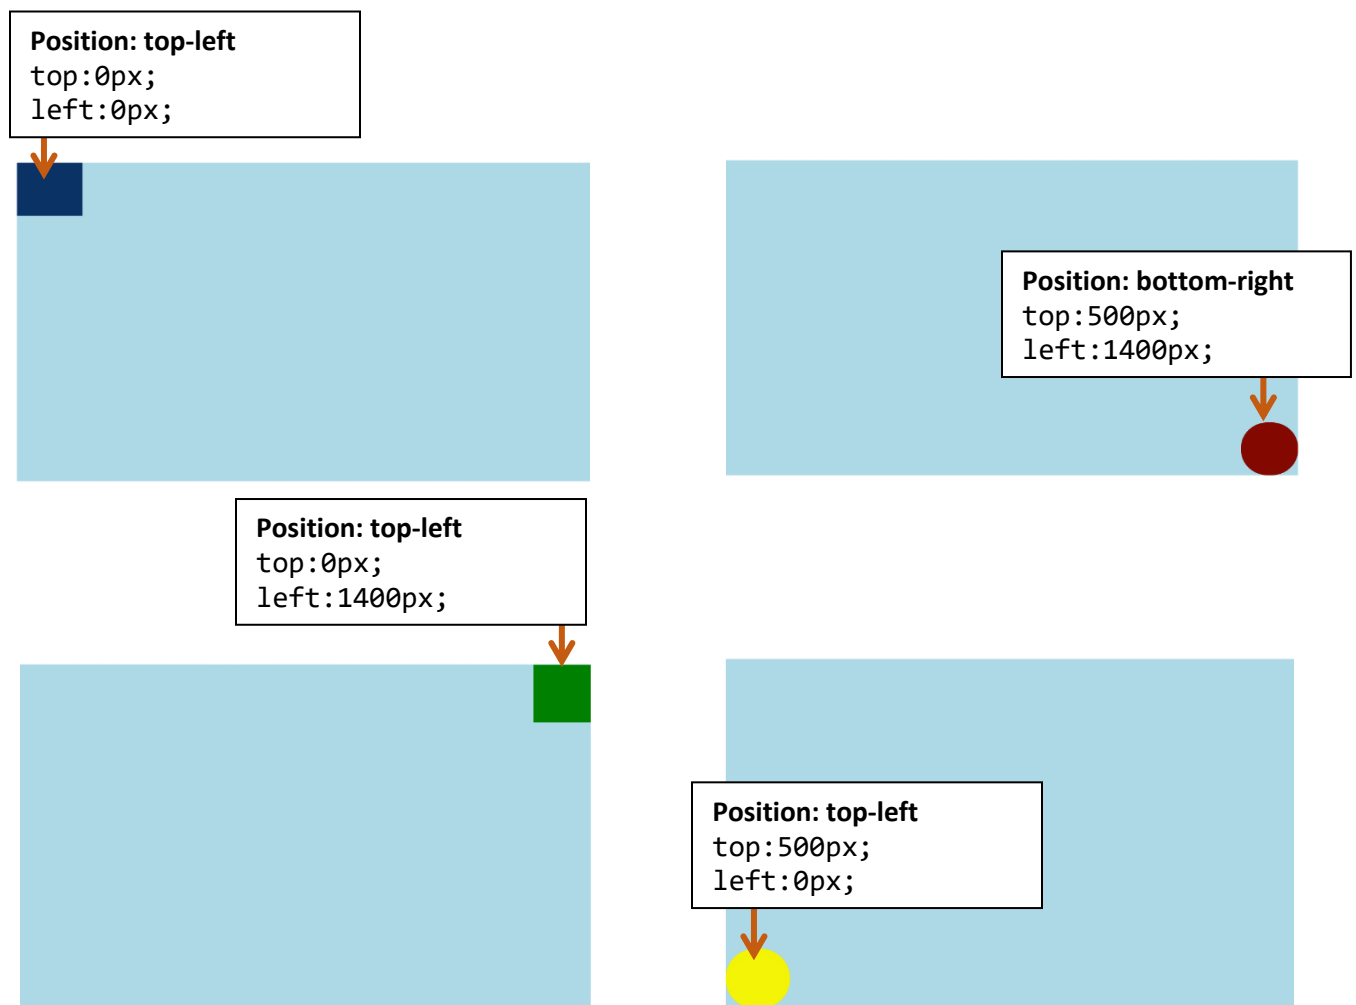 Position: top-left
top:0px;
left:0px;
Position: bottom-right
top:500px;
left:1400px;
Position: top-left
top:0px;
left:1400px;
Position: top-left
top:500px;
left:0px;